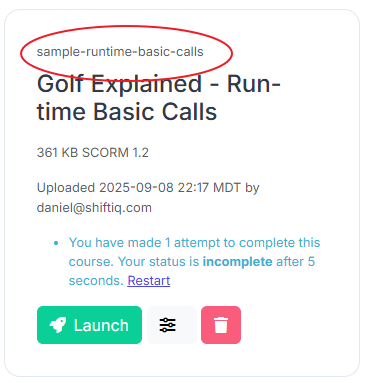 sample-runtime-basic-calls
Golf Explained - Run-
time Basic Calls
361 KB SCORM 1.2
Uploaded 2025-09-08 22:17 MDT by
daniel@shiftiq.com
• You have made 1 attempt to complete this
course. Your status is incomplete after 5
seconds. Restart
Launch